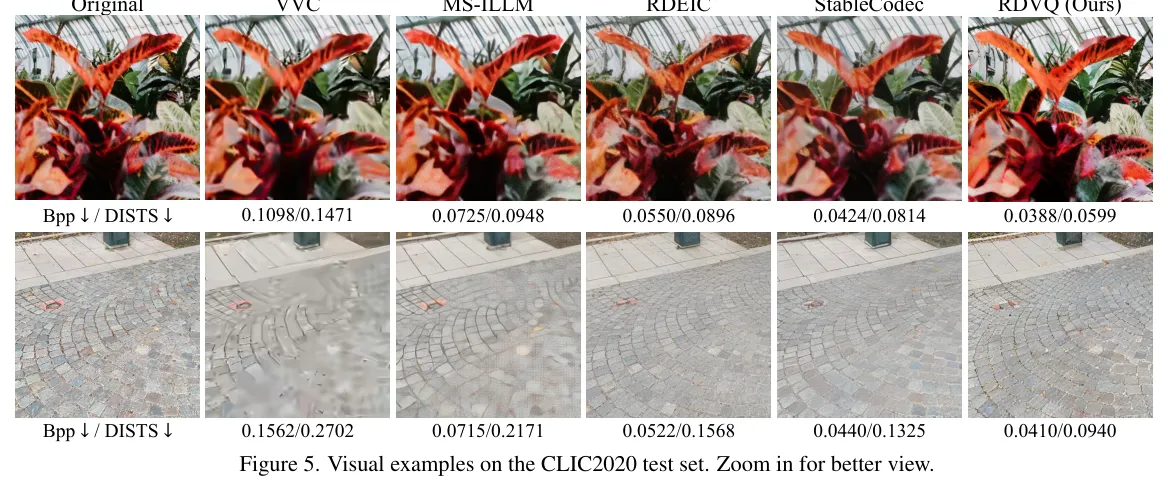 Original VVC MS-ILLM RDEIC StableCodec RDVQ (Ours)
Bpp↓/ DISTS↓ 0.1098/0.1471 0.0725/0.0948 0.0550/0.0896 0.0424/0.0814 0.0388/0.0599
Bpp↓/ DISTS↓ 0.1562/0.2702 0.0715/0.2171 0.0522/0.1568 0.0440/0.1325 0.0410/0.0940
Figure 5. Visual examples on the CLIC2020 test set. Zoom in for better view.